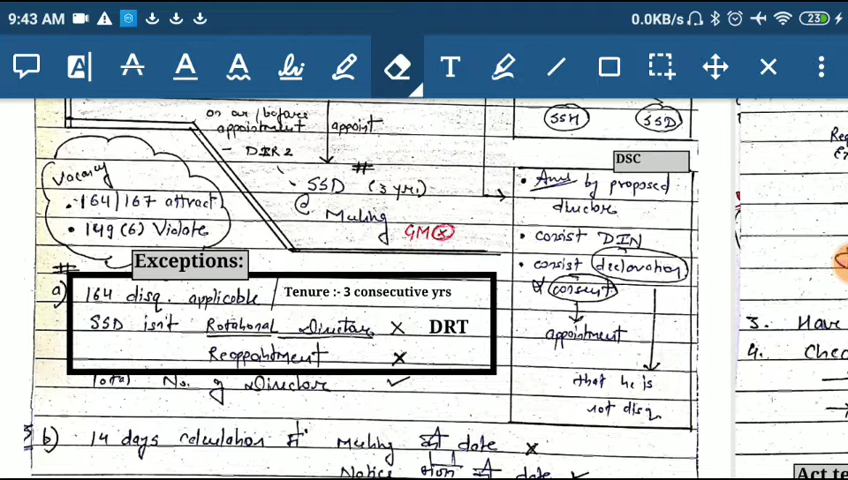 9:43 AM
0.0KB/s
23
T
on or / before
appointment
- DIR 2
appoint
#
SSD (3 yrs)
@ Meeting
GM
Vacancy
• 164/167 attract
• 149(6) Violate
SSH
SSD
DSC
• by proposed
director
• consist DIN
• consist declaration
& consent
appointment
that he is
not disq.
Exceptions:
#
a) 164 disq. applicable
Tenure :- 3 consecutive yrs
SSD isn't Rotational Director X DRT
Reappointment X
Total No. of Director ✓
b) 14 days calculation Meeting date X
Notice date ✓
3. Have
4. Chec
Act te